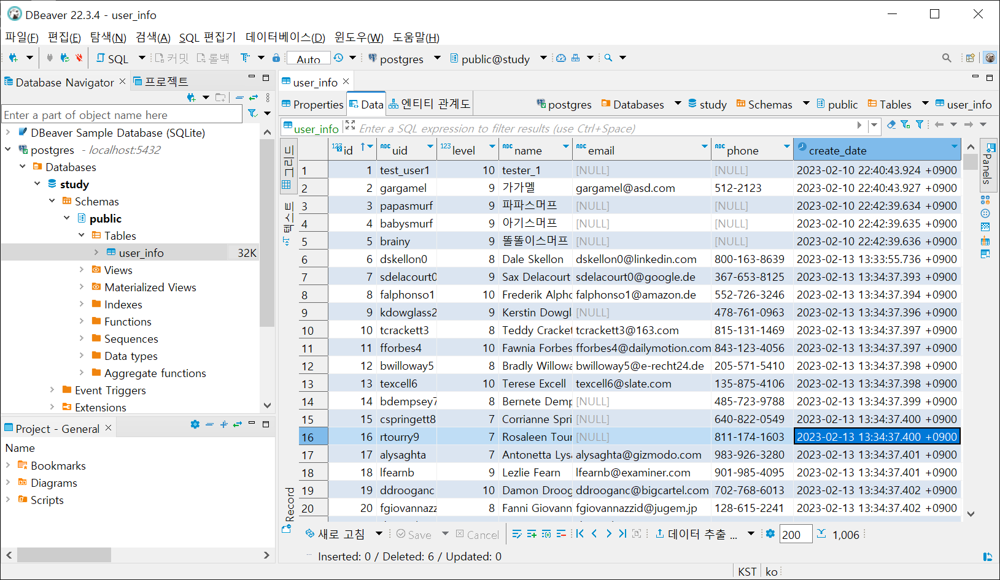 DBeaver 22.3.4 - user_info
파일(F) 편집(E) 탐색(N) 검색(A) SQL 편집기 데이터베이스(D) 윈도우(W) 도움말(H)
SQL 커밋 롤백 Auto postgres public@study
Database Navigator 프로젝트
Enter a part of object name here
DBeaver Sample Database (SQLite)
postgres - localhost:5432
Databases
study
Schemas
public
Tables
user_info 32K
Views
Materialized Views
Indexes
Functions
Sequences
Data types
Aggregate functions
Event Triggers
Extensions
Project - General
Name
Bookmarks
Diagrams
Scripts
user_info
Properties Data 엔티티 관계도 postgres Databases study Schemas public Tables user_info
user_info Enter a SQL expression to filter results (use Ctrl+Space)
그리드
텍스트
Record
Panels
123 id ABC uid 123 level ABC name ABC email ABC phone create_date
1 1 test_user1 10 tester_1 [NULL] [NULL] 2023-02-10 22:40:43.924 +0900
2 2 gargamel 9 가가멜 gargamel@asd.com 512-2123 2023-02-10 22:40:43.927 +0900
3 3 papasmurf 9 파파스머프 [NULL] [NULL] 2023-02-10 22:42:39.634 +0900
4 4 babysmurf 9 아기스머프 [NULL] [NULL] 2023-02-10 22:42:39.635 +0900
5 5 brainy 9 똘똘이스머프 [NULL] [NULL] 2023-02-10 22:42:39.636 +0900
6 6 dskellon0 8 Dale Skellon dskellon0@linkedin.com 800-163-8639 2023-02-13 13:33:55.736 +0900
7 7 sdelacourt0 9 Sax Delacourt sdelacourt0@google.de 367-653-8125 2023-02-13 13:34:37.393 +0900
8 8 falphonso1 10 Frederik Alpho falphonso1@amazon.de 552-726-3246 2023-02-13 13:34:37.394 +0900
9 9 kdowglass2 9 Kerstin Dowgl [NULL] 478-761-0963 2023-02-13 13:34:37.396 +0900
10 10 tcrackett3 8 Teddy Cracket tcrackett3@163.com 815-131-1469 2023-02-13 13:34:37.397 +0900
11 11 fforbes4 10 Fawnia Forbes fforbes4@dailymotion.com 843-123-4056 2023-02-13 13:34:37.397 +0900
12 12 bwilloway5 8 Bradly Willowa bwilloway5@e-recht24.de 205-571-5410 2023-02-13 13:34:37.398 +0900
13 13 texcell6 10 Terese Excell texcell6@slate.com 135-875-4106 2023-02-13 13:34:37.398 +0900
14 14 bdempsey7 8 Bernete Demp [NULL] 485-723-9788 2023-02-13 13:34:37.399 +0900
15 15 cspringett8 7 Corrianne Spri [NULL] 640-822-0549 2023-02-13 13:34:37.400 +0900
16 16 rtourry9 7 Rosaleen Tour [NULL] 811-174-1603 2023-02-13 13:34:37.400 +0900
17 17 alysaghta 7 Antonetta Lysa alysaghta@gizmodo.com 983-926-3280 2023-02-13 13:34:37.401 +0900
18 18 lfearnb 9 Lezlie Fearn lfearnb@examiner.com 901-985-4095 2023-02-13 13:34:37.401 +0900
19 19 ddrooganc 10 Damon Droog ddrooganc@bigcartel.com 702-768-6013 2023-02-13 13:34:37.402 +0900
20 20 fgiovannazz 8 Fanni Giovann fgiovannazzid@jugem.jp 128-615-2241 2023-02-13 13:34:37.402 +0900
새로 고침 Save Cancel 데이터 추출 ... 200 1,006
Inserted: 0 / Deleted: 6 / Updated: 0
KST ko